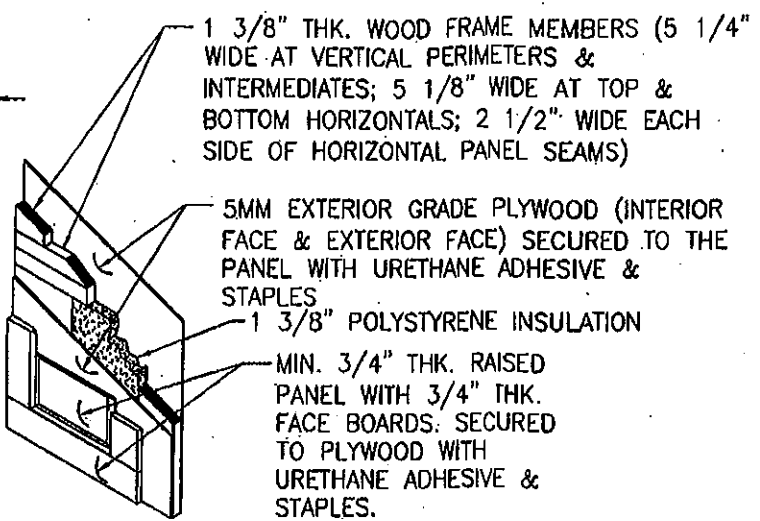 1 3/8" THK. WOOD FRAME MEMBERS (5 1/4"
WIDE AT VERTICAL PERIMETERS &
INTERMEDIATES; 5 1/8" WIDE AT TOP &
BOTTOM HORIZONTALS; 2 1/2" WIDE EACH
SIDE OF HORIZONTAL PANEL SEAMS)
5MM EXTERIOR GRADE PLYWOOD (INTERIOR
FACE & EXTERIOR FACE) SECURED TO THE
PANEL WITH URETHANE ADHESIVE &
STAPLES
1 3/8" POLYSTYRENE INSULATION
MIN. 3/4" THK. RAISED
PANEL WITH 3/4" THK.
FACE BOARDS. SECURED
TO PLYWOOD WITH
URETHANE ADHESIVE &
STAPLES.